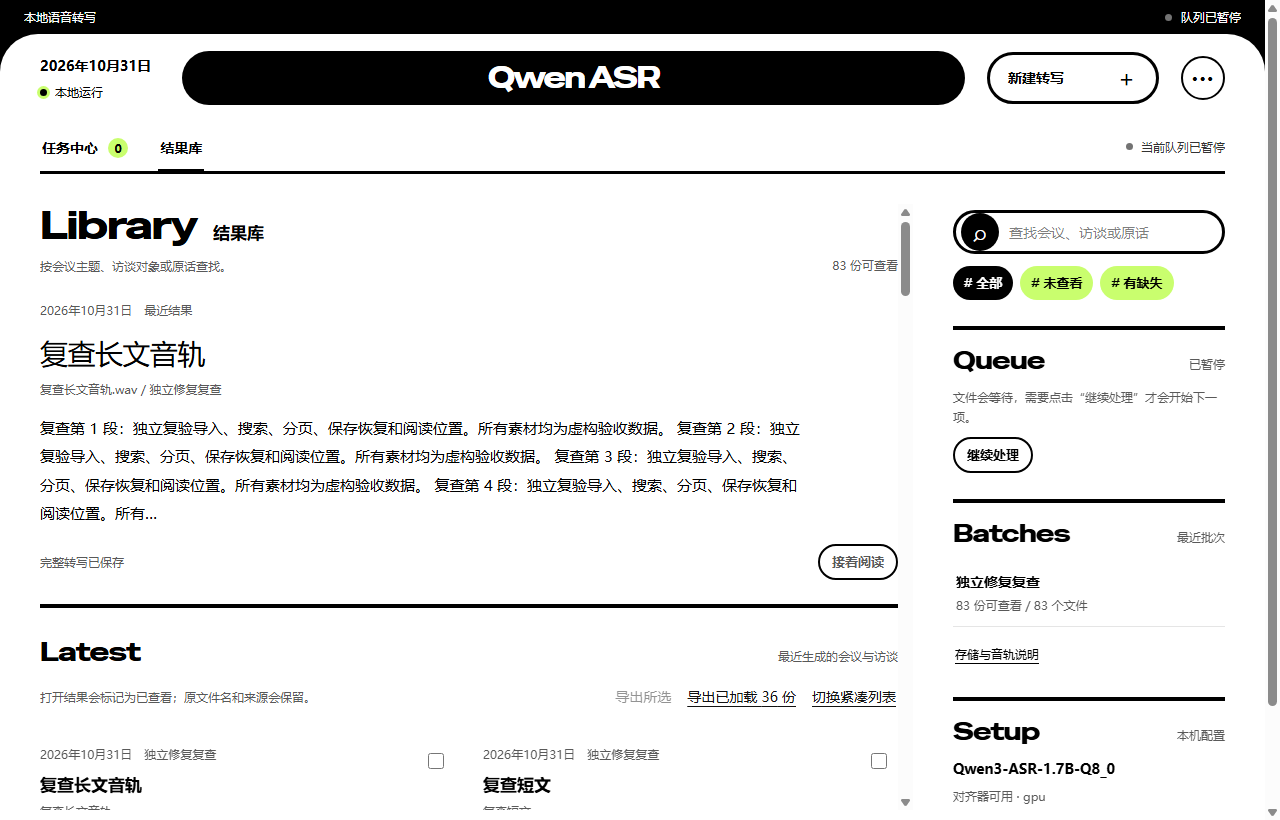 本地语音转写
队列已暂停
2026年10月31日
本地运行
Qwen ASR
新建转写 +
任务中心 0
结果库
当前队列已暂停
Library 结果库
按会议主题、访谈对象或原话查找。
83 份可查看
2026年10月31日 最近结果
复查长文音轨
复查长文音轨.wav / 独立修复复查
复查第 1 段：独立复验导入、搜索、分页、保存恢复和阅读位置。所有素材均为虚构验收数据。 复查第 2 段：独立
复验导入、搜索、分页、保存恢复和阅读位置。所有素材均为虚构验收数据。 复查第 3 段：独立复验导入、搜索、
分页、保存恢复和阅读位置。所有素材均为虚构验收数据。 复查第 4 段：独立复验导入、搜索、分页、保存恢复和
阅读位置。所有...
完整转写已保存
接着阅读
Latest
最近生成的会议与访谈
打开结果会标记为已查看；原文件名和来源会保留。
导出所选 导出已加载 36 份 切换紧凑列表
2026年10月31日 独立修复复查
复查长文音轨
复查长文音轨
2026年10月31日 独立修复复查
复查短文
复查短文
查找会议、访谈或原话
# 全部 # 未查看 # 有缺失
Queue
已暂停
文件会等待，需要点击“继续处理”才会开始下一
项。
继续处理
Batches
最近批次
独立修复复查
83 份可查看 / 83 个文件
存储与音轨说明
Setup
本机配置
Qwen3-ASR-1.7B-Q8_0
对齐器可用 · gpu